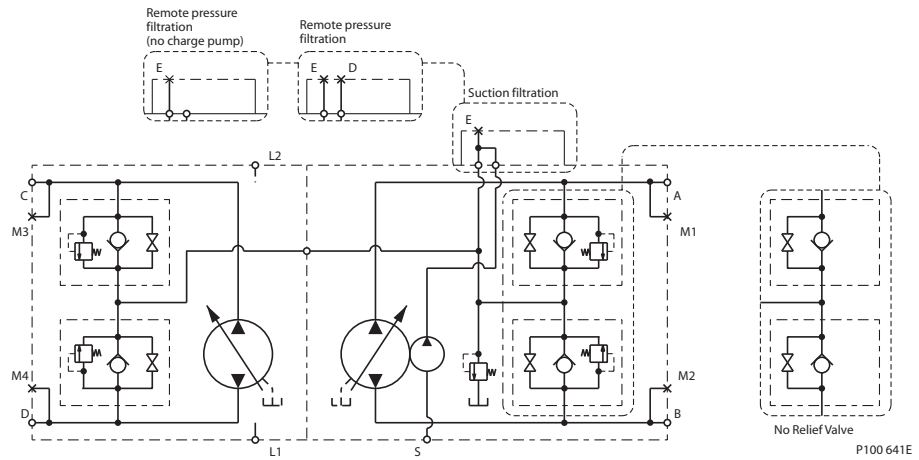 Remote pressure
filtration
(no charge pump)
Remote pressure
filtration
E
E
D
Suction filtration
E
L2
C
A
M3
M1
M4
M2
D
B
L1
S
No Relief Valve
P100 641E